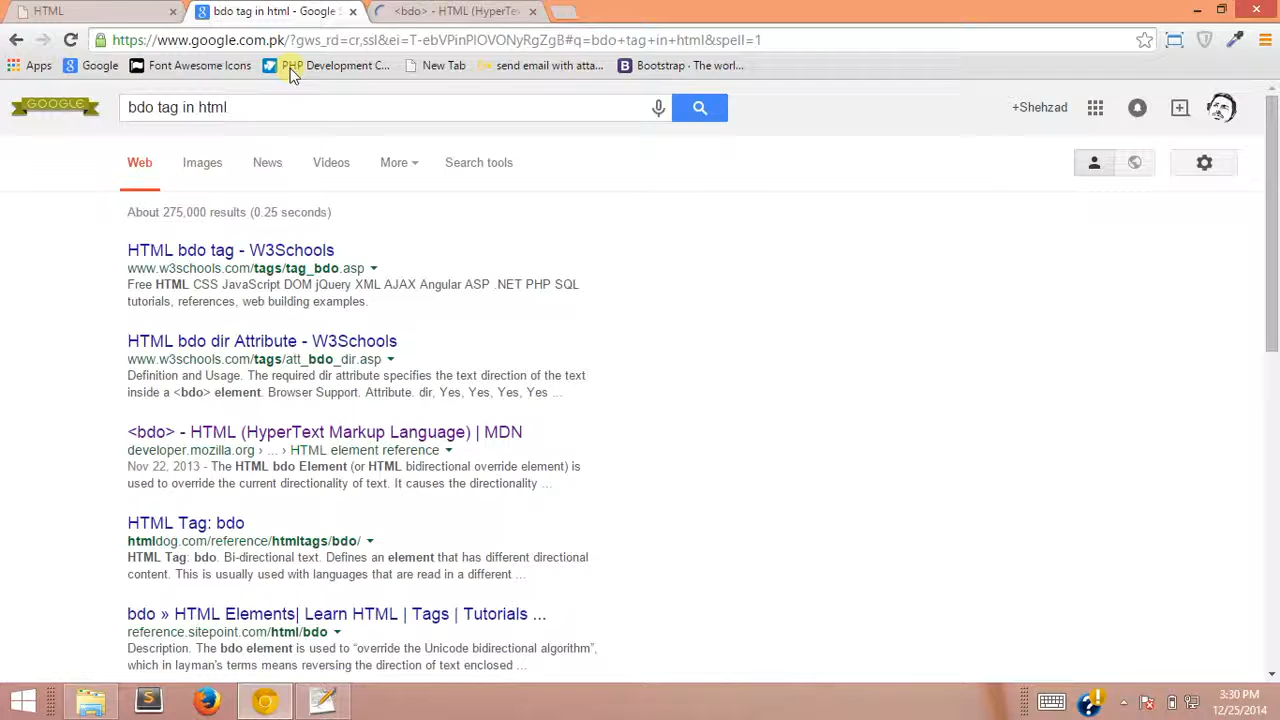 HTML
bdo tag in html - Google S
<bdo> - HTML (HyperTex
https://www.google.com.pk/?gws_rd=cr,ssl&ei=T-ebVPinPIOVONyRgZgB#q=bdo+tag+in+html&spell=1
Apps Google Font Awesome Icons PHP Development C... New Tab send email with atta... Bootstrap · The worl...
GOOGLE
bdo tag in html
+Shehzad
Web Images News Videos More Search tools
About 275,000 results (0.25 seconds)
HTML bdo tag - W3Schools
www.w3schools.com/tags/tag_bdo.asp
Free HTML CSS JavaScript DOM jQuery XML AJAX Angular ASP .NET PHP SQL
tutorials, references, web building examples.
HTML bdo dir Attribute - W3Schools
www.w3schools.com/tags/att_bdo_dir.asp
Definition and Usage. The required dir attribute specifies the text direction of the text
inside a <bdo> element. Browser Support. Attribute. dir, Yes, Yes, Yes, Yes ...
<bdo> - HTML (HyperText Markup Language) | MDN
developer.mozilla.org › ... › HTML element reference
Nov 22, 2013 - The HTML bdo Element (or HTML bidirectional override element) is
used to override the current directionality of text. It causes the directionality ...
HTML Tag: bdo
htmldog.com/reference/htmltags/bdo/
HTML Tag: bdo. Bi-directional text. Defines an element that has different directional
content. This is usually used with languages that are read in a different ...
bdo » HTML Elements| Learn HTML | Tags | Tutorials ...
reference.sitepoint.com/html/bdo
Description. The bdo element is used to “override the Unicode bidirectional algorithm”,
which in layman's terms means reversing the direction of text enclosed ...
3:30 PM
12/25/2014